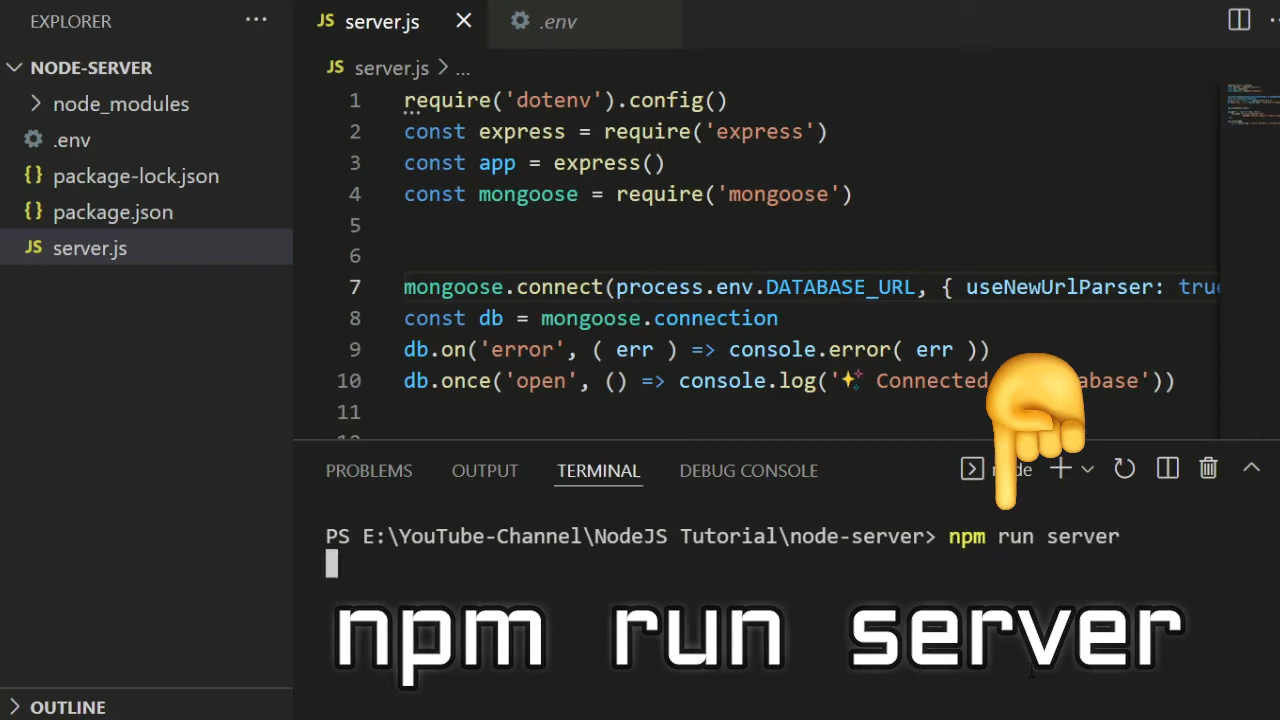 EXPLORER
NODE-SERVER
node_modules
.env
package-lock.json
package.json
server.js
OUTLINE
JS server.js
.env
JS server.js > ...
1 require('dotenv').config()
2 const express = require('express')
3 const app = express()
4 const mongoose = require('mongoose')
5
6
7 mongoose.connect(process.env.DATABASE_URL, { useNewUrlParser: true
8 const db = mongoose.connection
9 db.on('error', ( err ) => console.error( err ))
10 db.once('open', () => console.log('✨ Connected abase'))
11
PROBLEMS OUTPUT TERMINAL DEBUG CONSOLE
PS E:\YouTube-Channel\NodeJS Tutorial\node-server> npm run server
npm run server